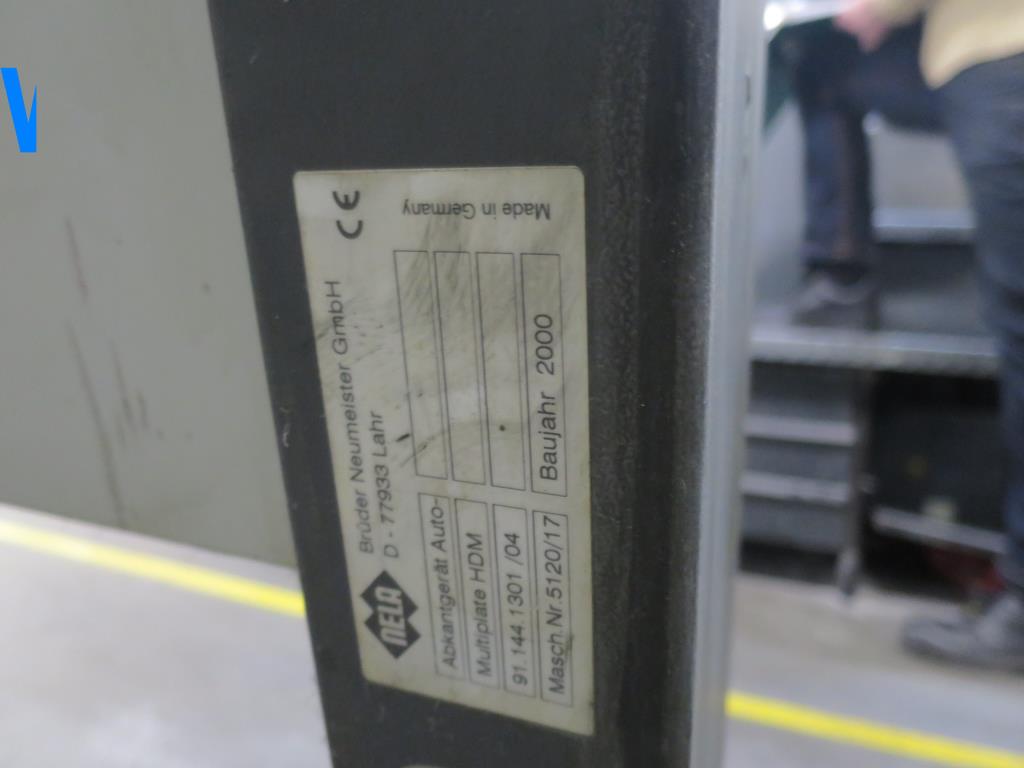 NELA
Brüder Neumeister GmbH
D - 77933 Lahr
CE
Abkantgerät Auto-
Multiplate HDM
91.144.1301 /04
Masch.Nr.5120/17
Baujahr 2000
Made in Germany